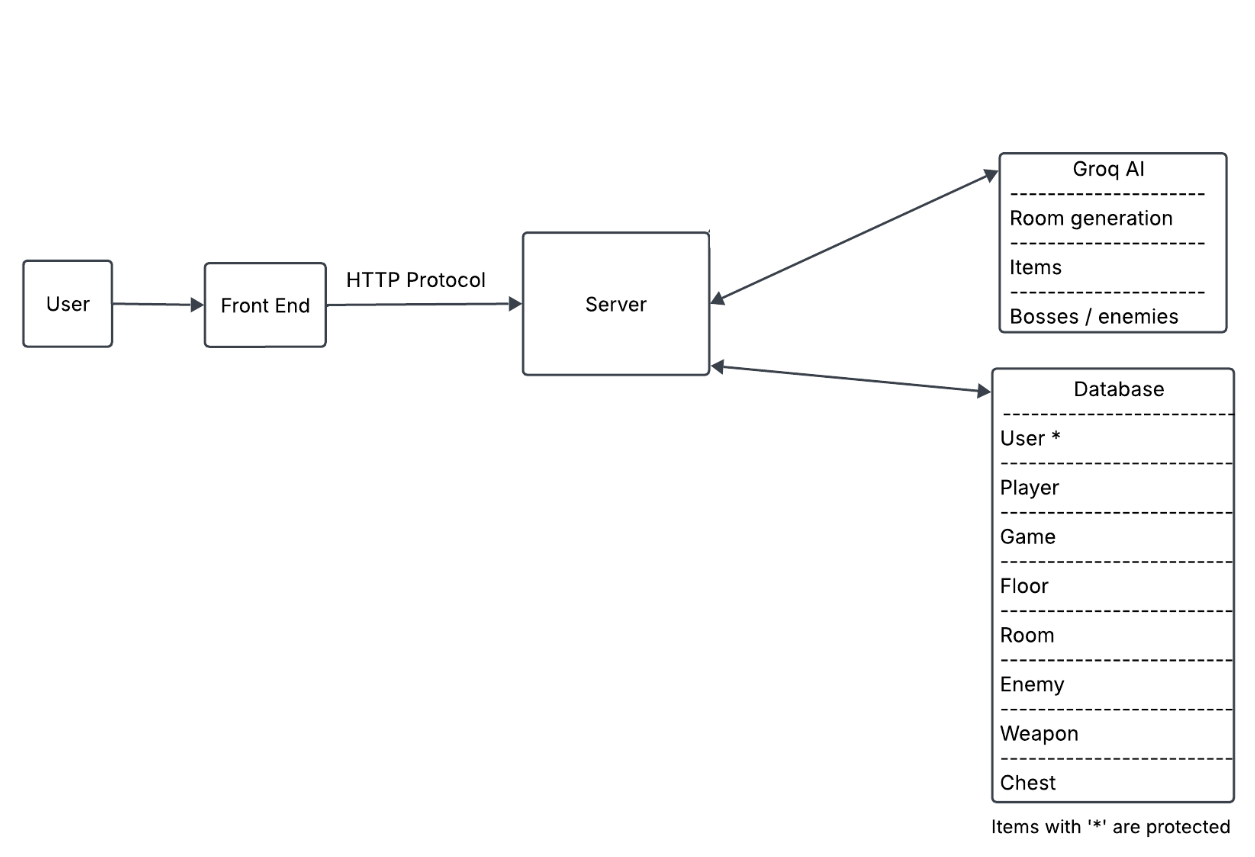 User
Front End
HTTP Protocol
Server
Groq AI
Room generation
Items
Bosses / enemies
Database
User *
Player
Game
Floor
Room
Enemy
Weapon
Chest
Items with '*' are protected